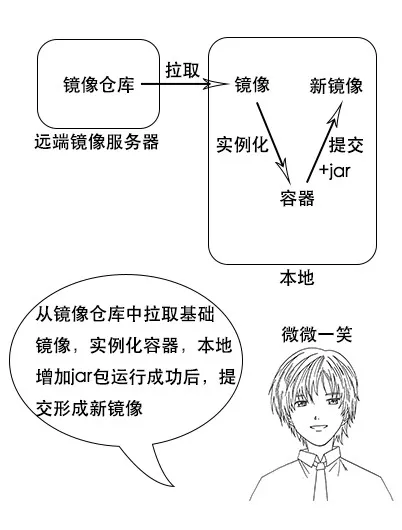 拉取
镜像仓库
镜像
新镜像
远端镜像服务器
实例化
提交
+jar
容器
本地
从镜像仓库中拉取基础
镜像，实例化容器，本地
增加jar包运行成功后，提
交形成新镜像
微微一笑